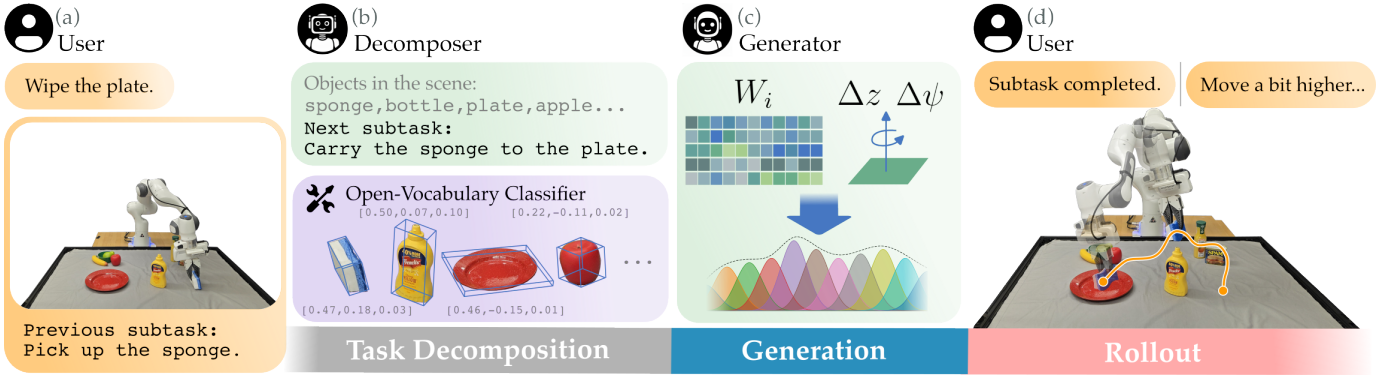 (a)
User
Wipe the plate.
Previous subtask:
Pick up the sponge.
(b)
Decomposer
Objects in the scene:
sponge,bottle,plate,apple...
Next subtask:
Carry the sponge to the plate.
Open-Vocabulary Classifier
[0.50,0.07,0.10] [0.22,-0.11,0.02]
...
[0.47,0.18,0.03] [0.46,-0.15,0.01]
Task Decomposition
(c)
Generator
W_i Δz Δψ
Generation
(d)
User
Subtask completed. Move a bit higher...
SPAM
Rollout